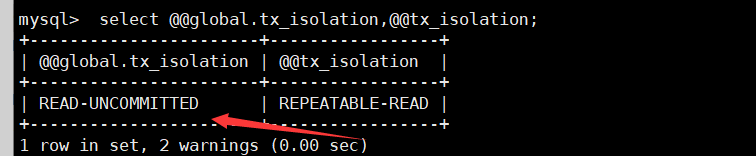 mysql>  select @@global.tx_isolation,@@tx_isolation;
+-----------------------+-----------------+
| @@global.tx_isolation | @@tx_isolation  |
+-----------------------+-----------------+
| READ-UNCOMMITTED      | REPEATABLE-READ |
+-----------------------+-----------------+
1 row in set, 2 warnings (0.00 sec)